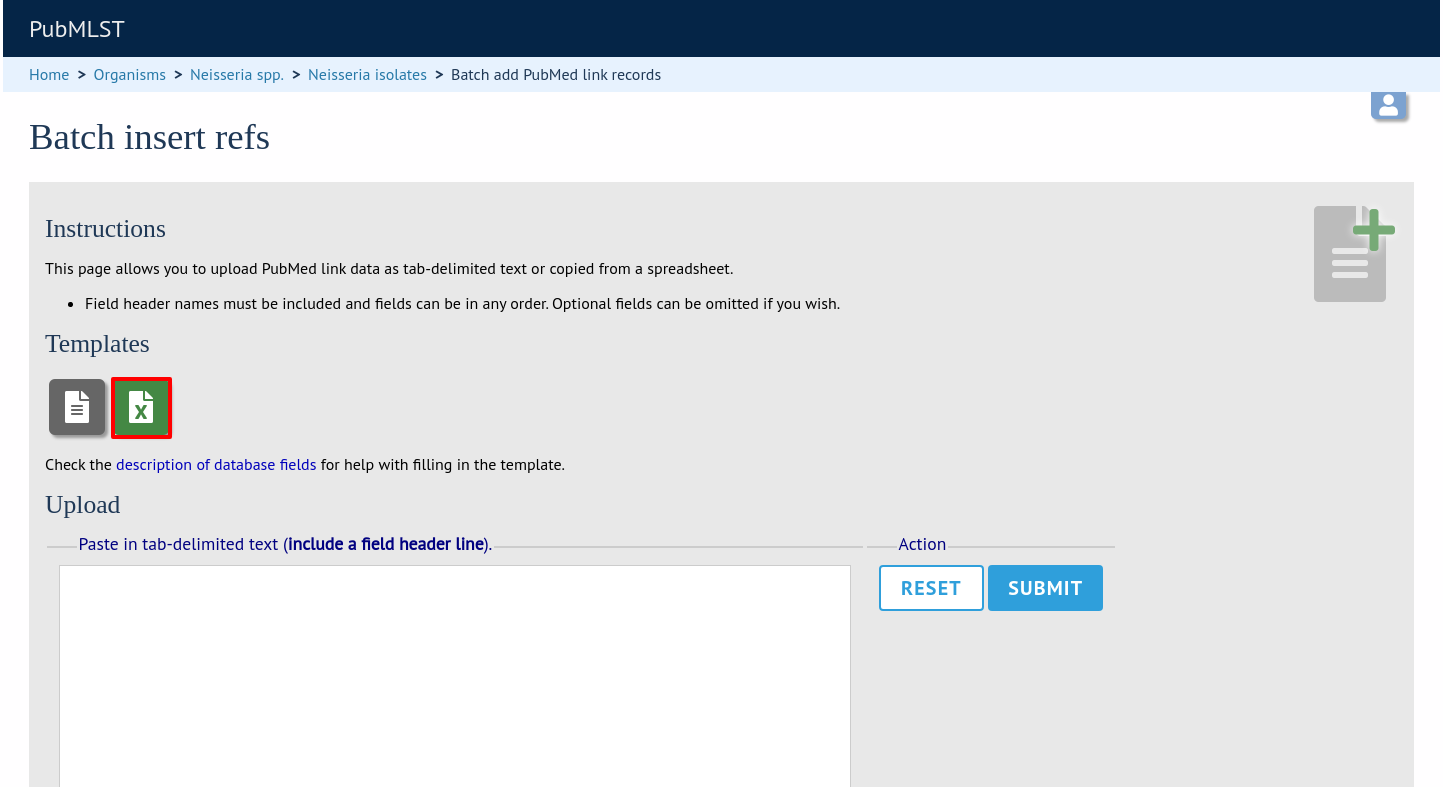 PubMLST
Home > Organisms > Neisseria spp. > Neisseria isolates > Batch add PubMed link records
Batch insert refs
Instructions
This page allows you to upload PubMed link data as tab-delimited text or copied from a spreadsheet.
• Field header names must be included and fields can be in any order. Optional fields can be omitted if you wish.
Templates
X
Check the description of database fields for help with filling in the template.
Upload
Paste in tab-delimited text (include a field header line).
Action
RESET SUBMIT